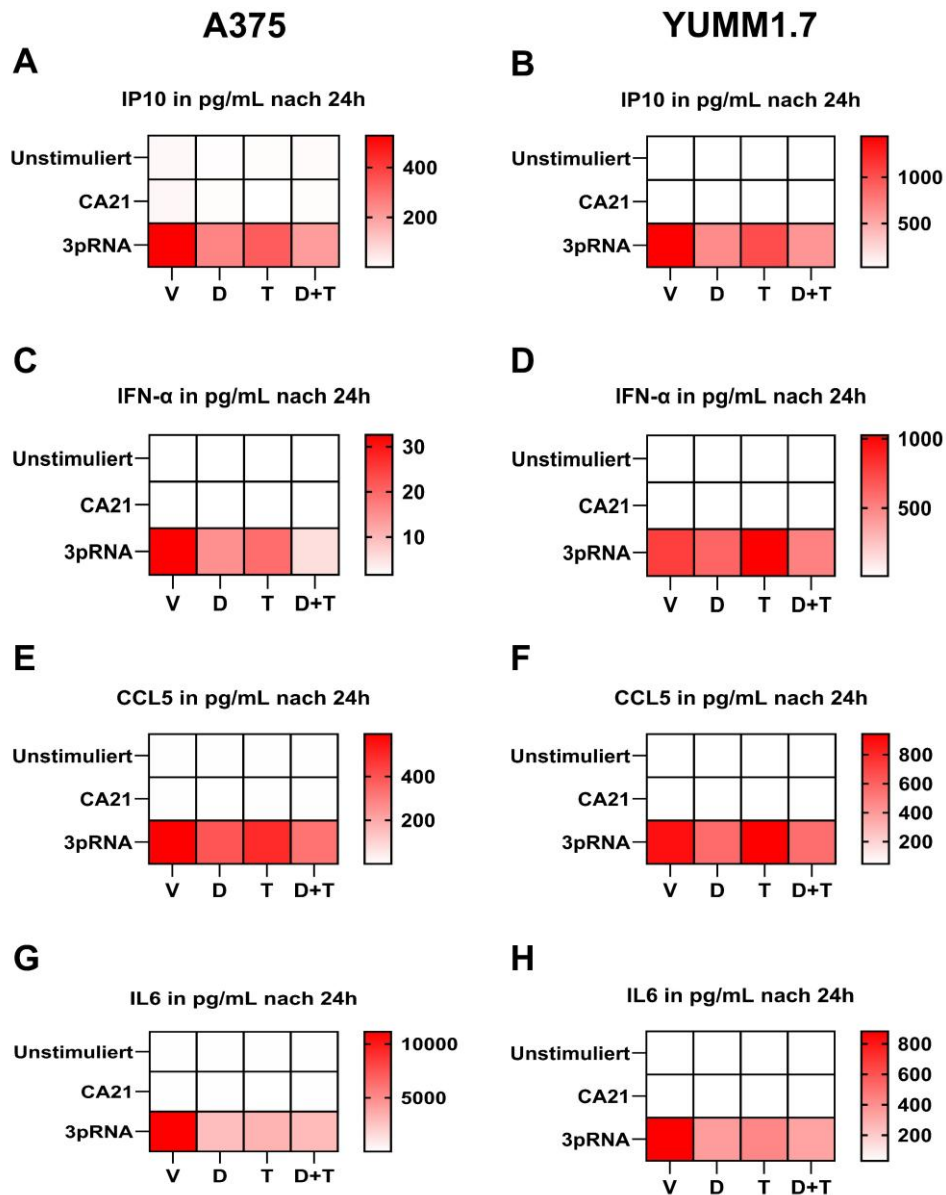 A375
YUMM1.7
A
IP10 in pg/mL nach 24h
Unstimuliert
CA21
3pRNA
V D T D+T
400
200
B
IP10 in pg/mL nach 24h
Unstimuliert
CA21
3pRNA
V D T D+T
1000
500
C
IFN-α in pg/mL nach 24h
Unstimuliert
CA21
3pRNA
V D T D+T
30
20
10
D
IFN-α in pg/mL nach 24h
Unstimuliert
CA21
3pRNA
V D T D+T
1000
500
E
CCL5 in pg/mL nach 24h
Unstimuliert
CA21
3pRNA
V D T D+T
400
200
F
CCL5 in pg/mL nach 24h
Unstimuliert
CA21
3pRNA
V D T D+T
800
600
400
200
G
IL6 in pg/mL nach 24h
Unstimuliert
CA21
3pRNA
V D T D+T
10000
5000
H
IL6 in pg/mL nach 24h
Unstimuliert
CA21
3pRNA
V D T D+T
800
600
400
200